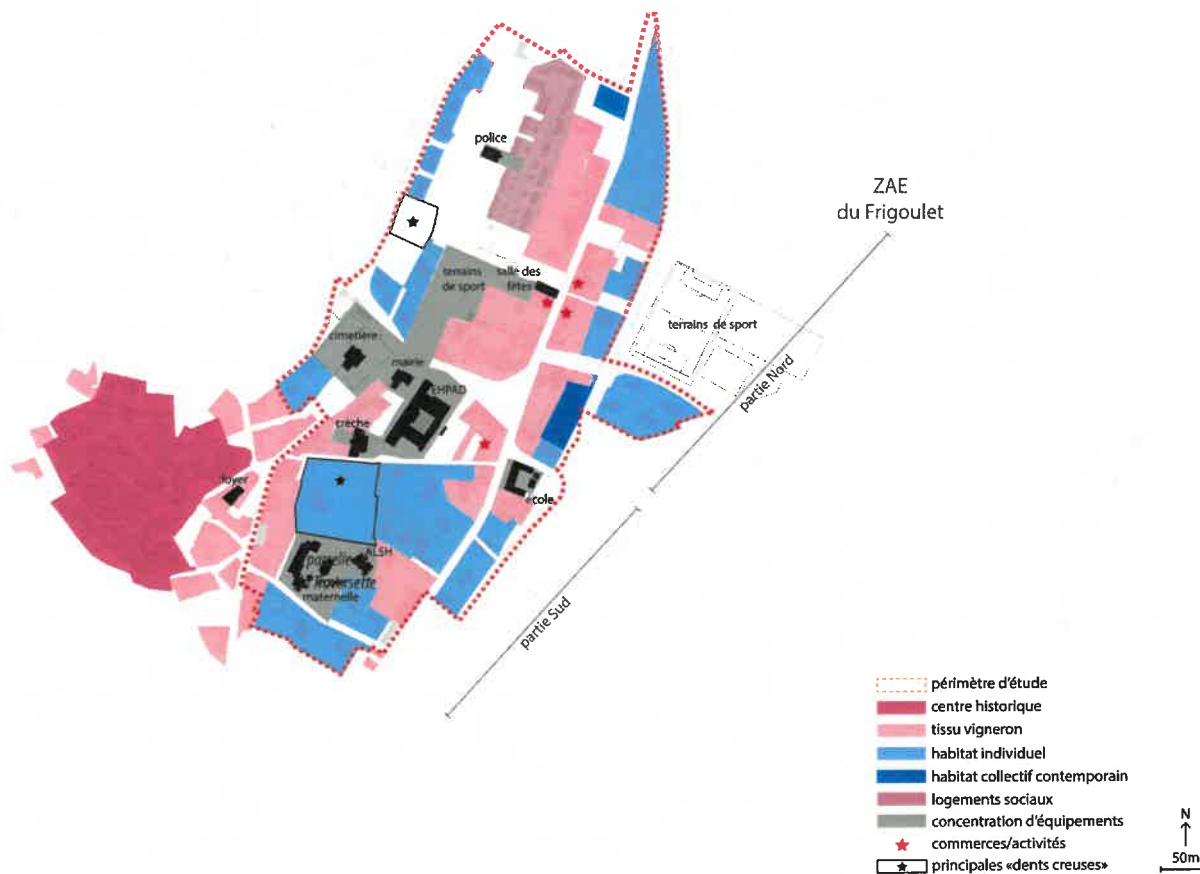 police
ZAE
du Frigoulet
terrains
de sport
salle des
fêtes
terrains de sport
cimetière
mairie
EHPAD
partie Nord
crèche
foyer
école
ALSH
maternelle
partie Sud
périmètre d'étude
centre historique
tissu vigneron
habitat individuel
habitat collectif contemporain
logements sociaux
concentration d'équipements
commerces/activités
principales «dents creuses»
N
50m